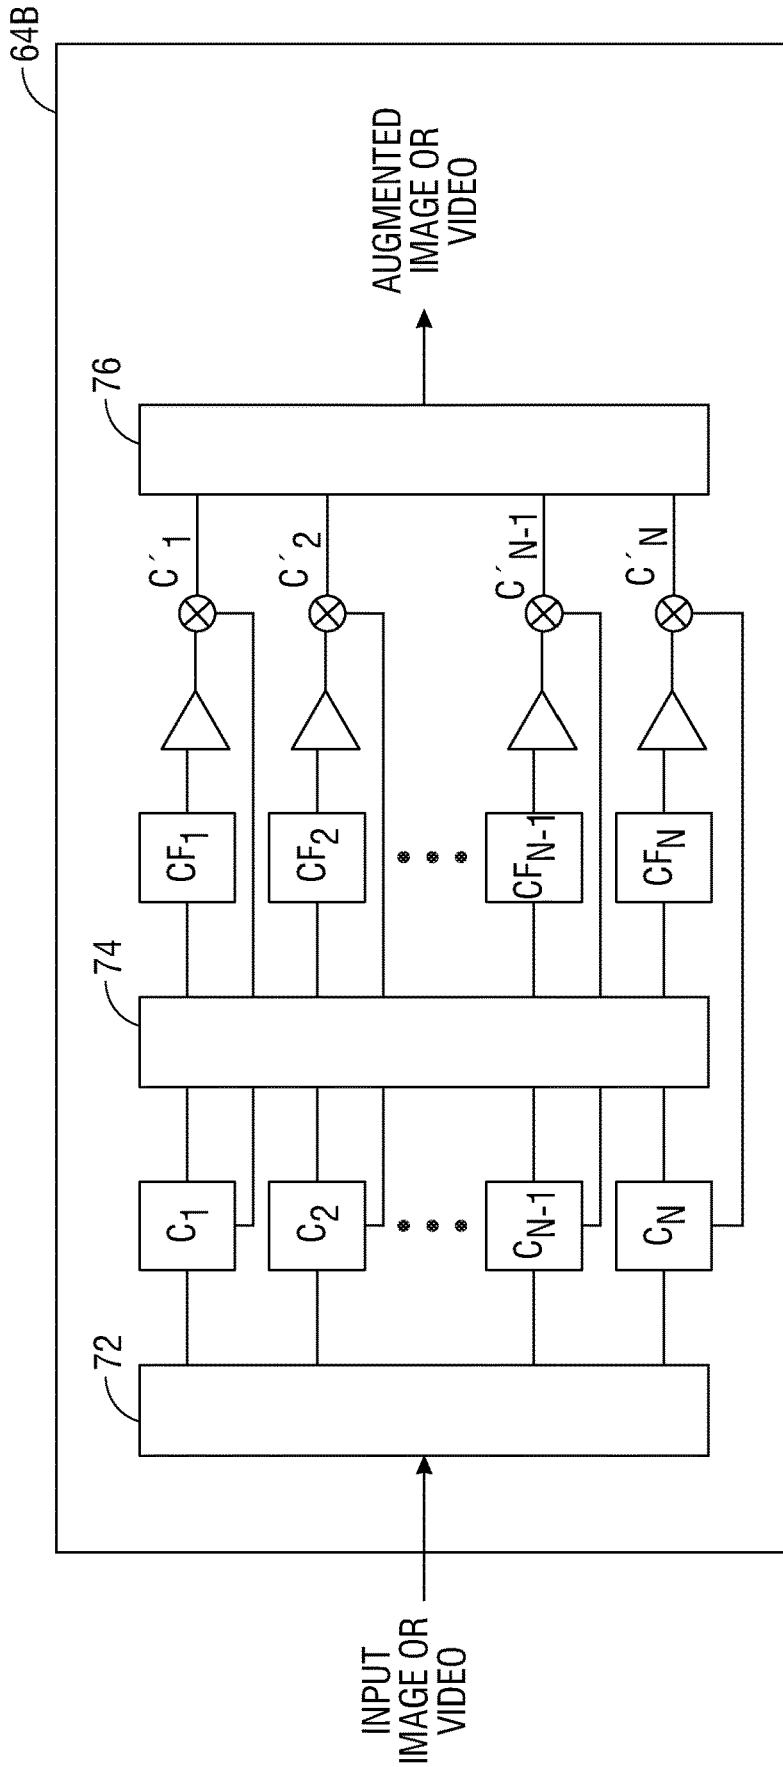 64B
INPUT
IMAGE OR
VIDEO
72
C1
C2
CN-1
CN
74
CF1
CF2
CFN-1
CFN
C´1
C´2
C´N-1
C´N
76
AUGMENTED
IMAGE OR
VIDEO